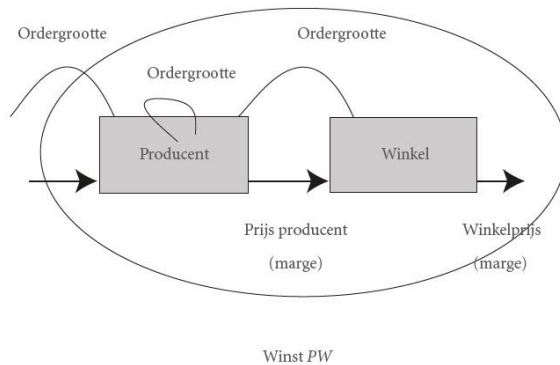 Ordergrootte
Ordergrootte
Ordergrootte
Producent
Winkel
Prijs producent
(marge)
Winkelprijs
(marge)
Winst PW